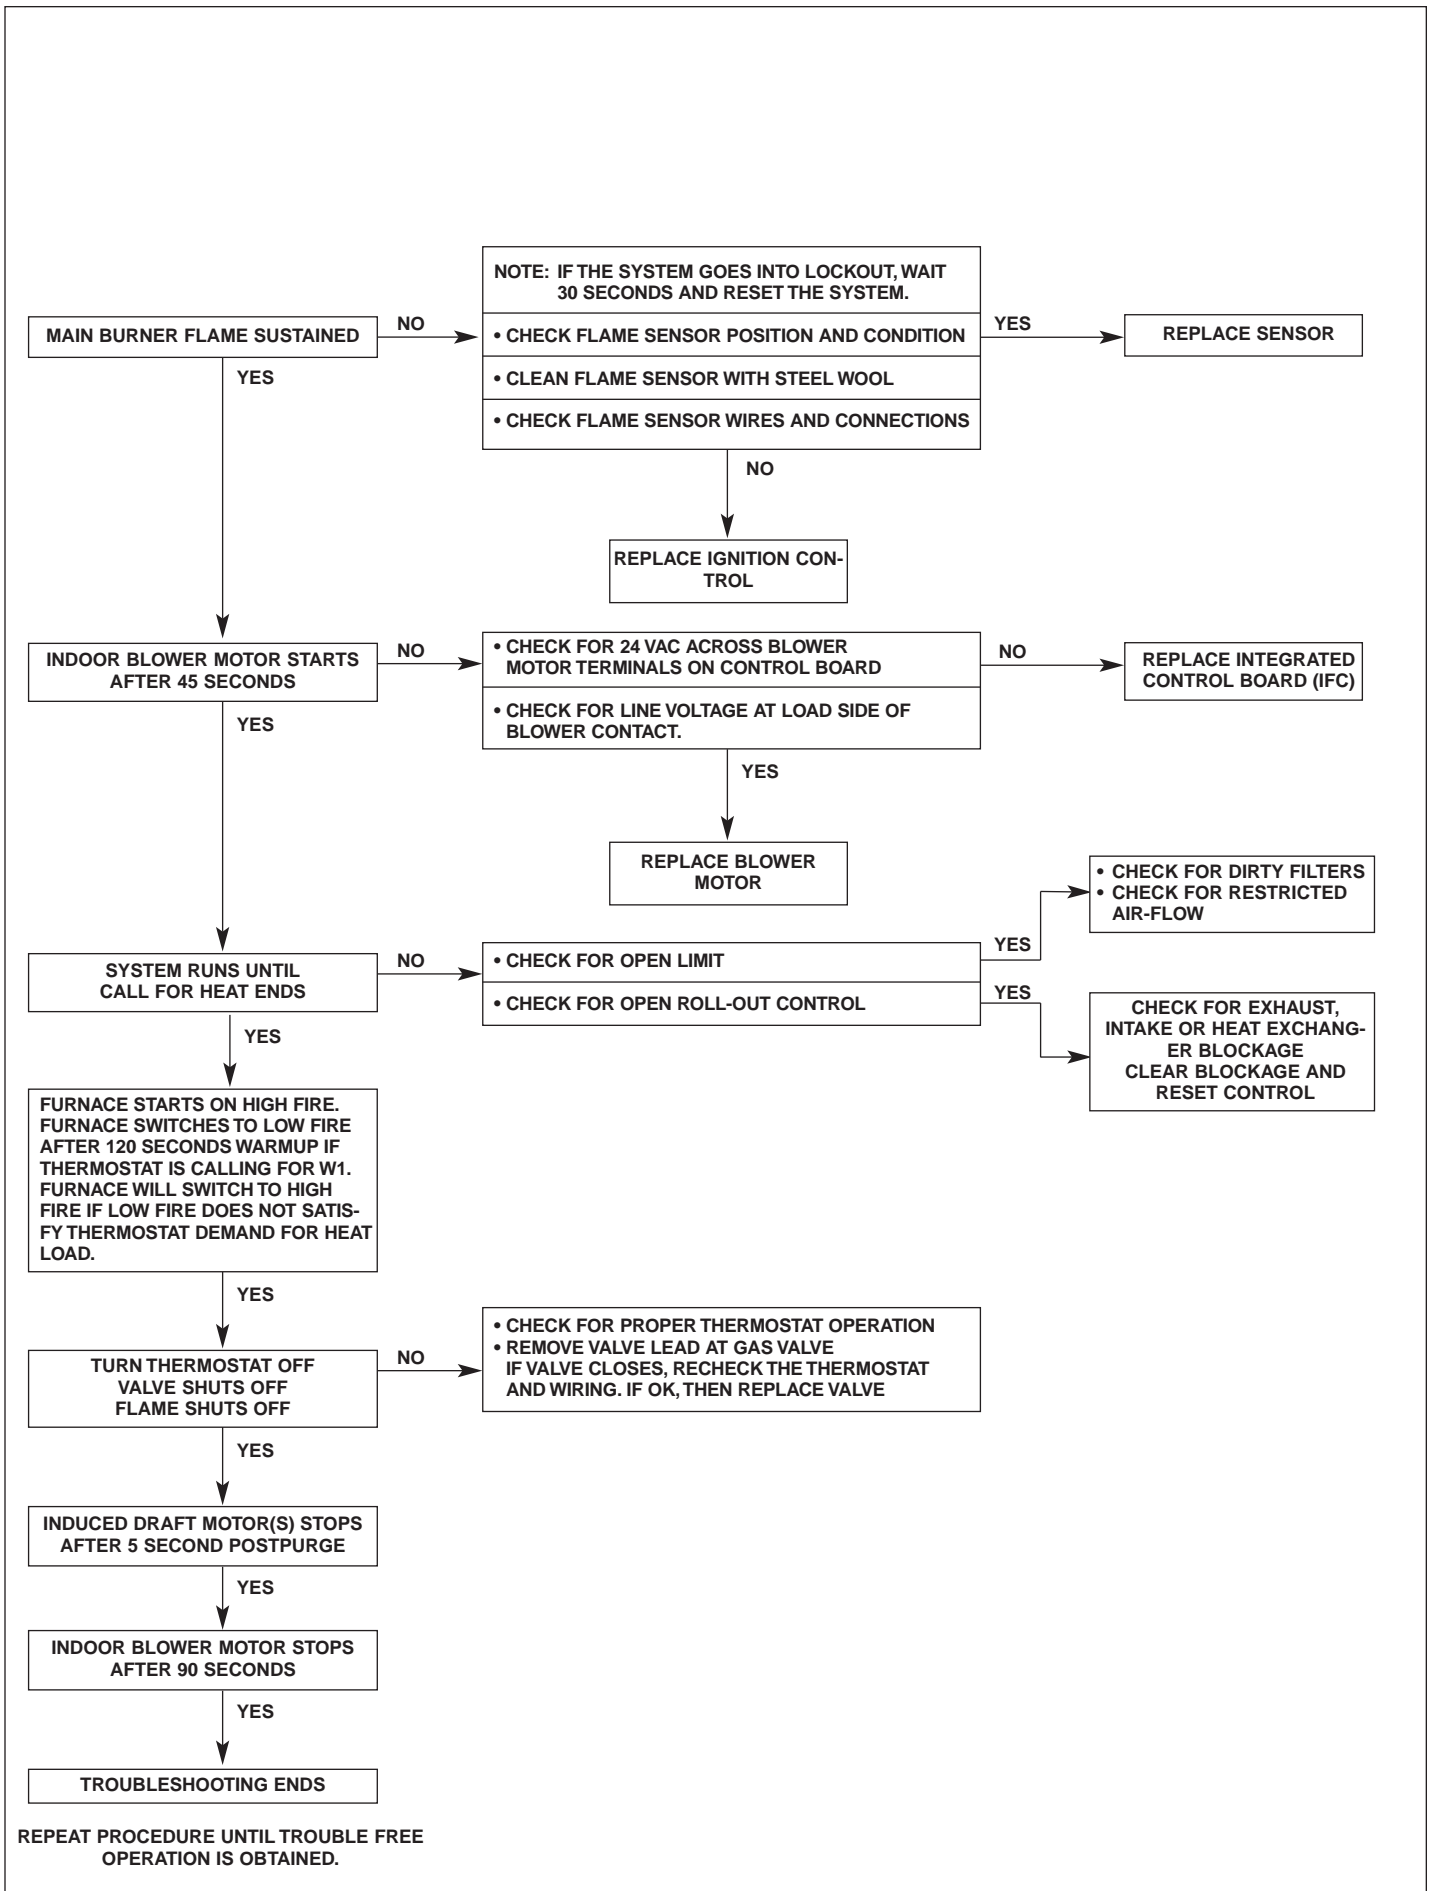 NOTE: IF THE SYSTEM GOES INTO LOCKOUT, WAIT
30 SECONDS AND RESET THE SYSTEM.
MAIN BURNER FLAME SUSTAINED
NO
• CHECK FLAME SENSOR POSITION AND CONDITION
YES
REPLACE SENSOR
YES
• CLEAN FLAME SENSOR WITH STEEL WOOL
• CHECK FLAME SENSOR WIRES AND CONNECTIONS
NO
REPLACE IGNITION CON-
TROL
INDOOR BLOWER MOTOR STARTS
AFTER 45 SECONDS
NO
• CHECK FOR 24 VAC ACROSS BLOWER
MOTOR TERMINALS ON CONTROL BOARD
NO
REPLACE INTEGRATED
CONTROL BOARD (IFC)
• CHECK FOR LINE VOLTAGE AT LOAD SIDE OF
BLOWER CONTACT.
YES
YES
REPLACE BLOWER
MOTOR
• CHECK FOR DIRTY FILTERS
• CHECK FOR RESTRICTED
AIR-FLOW
SYSTEM RUNS UNTIL
CALL FOR HEAT ENDS
NO
• CHECK FOR OPEN LIMIT
YES
• CHECK FOR OPEN ROLL-OUT CONTROL
YES
CHECK FOR EXHAUST,
INTAKE OR HEAT EXCHANG-
ER BLOCKAGE
CLEAR BLOCKAGE AND
RESET CONTROL
YES
FURNACE STARTS ON HIGH FIRE.
FURNACE SWITCHES TO LOW FIRE
AFTER 120 SECONDS WARMUP IF
THERMOSTAT IS CALLING FOR W1.
FURNACE WILL SWITCH TO HIGH
FIRE IF LOW FIRE DOES NOT SATIS-
FY THERMOSTAT DEMAND FOR HEAT
LOAD.
YES
TURN THERMOSTAT OFF
VALVE SHUTS OFF
FLAME SHUTS OFF
NO
• CHECK FOR PROPER THERMOSTAT OPERATION
• REMOVE VALVE LEAD AT GAS VALVE
IF VALVE CLOSES, RECHECK THE THERMOSTAT
AND WIRING. IF OK, THEN REPLACE VALVE
YES
INDUCED DRAFT MOTOR(S) STOPS
AFTER 5 SECOND POSTPURGE
YES
INDOOR BLOWER MOTOR STOPS
AFTER 90 SECONDS
YES
TROUBLESHOOTING ENDS
REPEAT PROCEDURE UNTIL TROUBLE FREE
OPERATION IS OBTAINED.